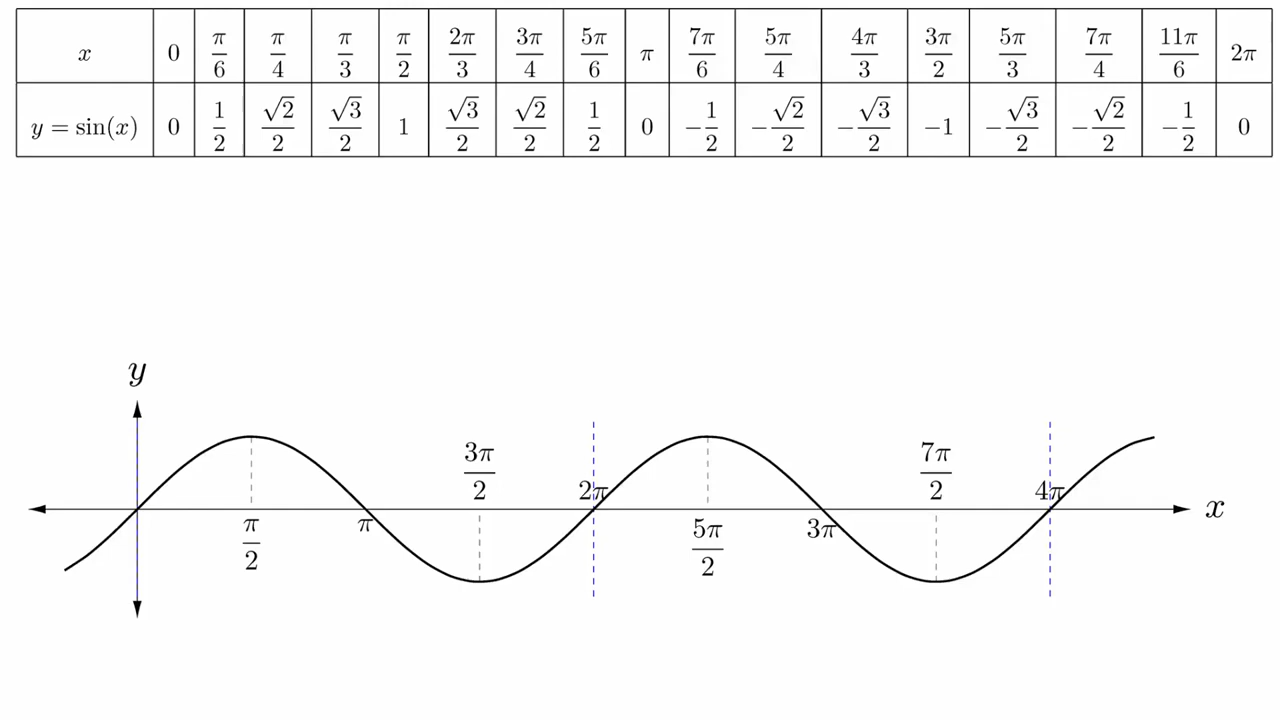 x 0 π/6 π/4 π/3 π/2 2π/3 3π/4 5π/6 π 7π/6 5π/4 4π/3 3π/2 5π/3 7π/4 11π/6 2π
y = sin(x) 0 1/2 √2/2 √3/2 1 √3/2 √2/2 1/2 0 −1/2 −√2/2 −√3/2 −1 −√3/2 −√2/2 −1/2 0
y
3π/2 7π/2
2π 4π
x
π/2 π 5π/2 3π